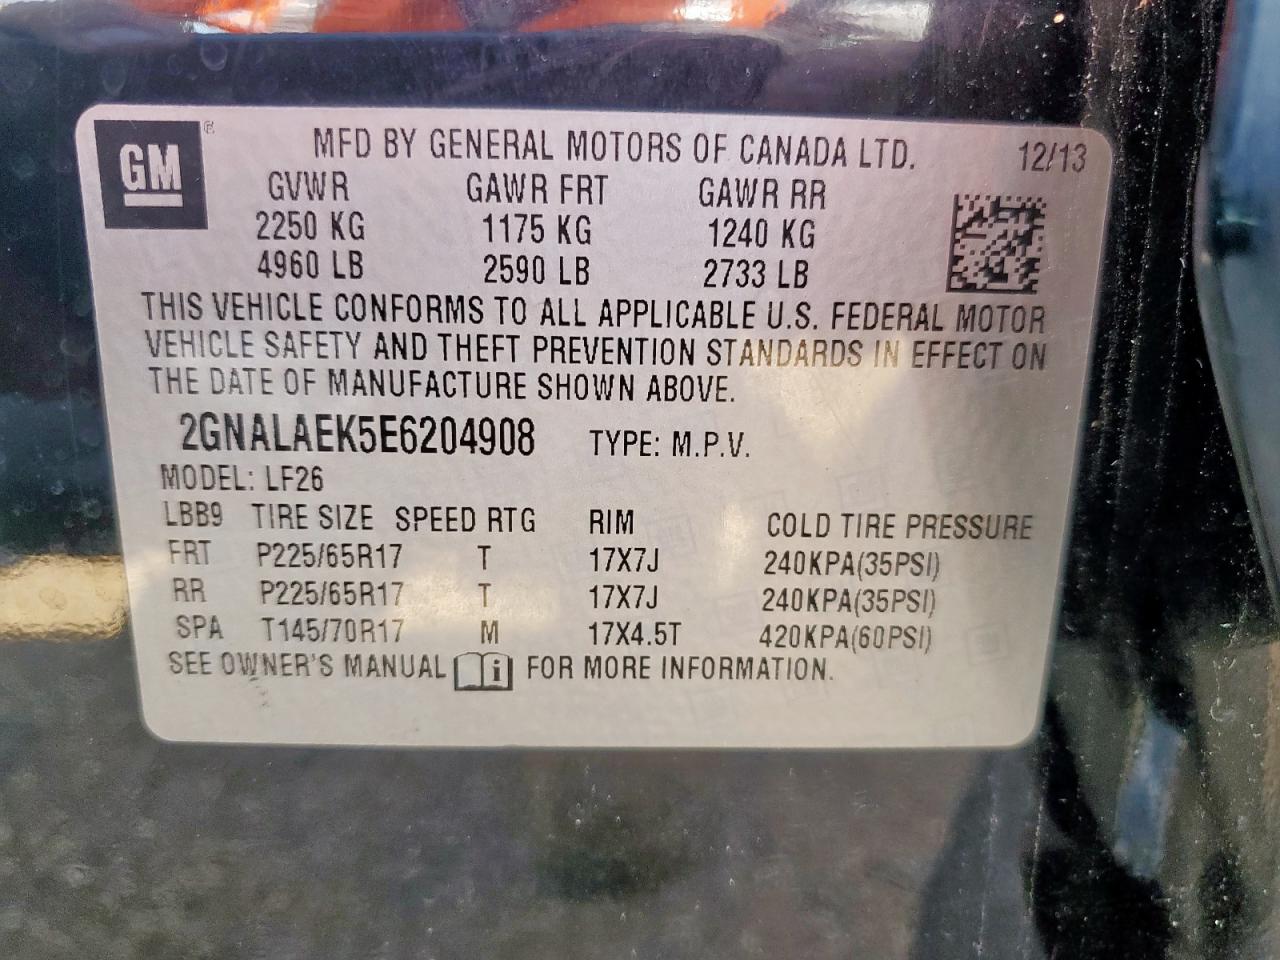 GM ® MFD BY GENERAL MOTORS OF CANADA LTD. 12/13
GVWR GAWR FRT GAWR RR
2250 KG 1175 KG 1240 KG
4960 LB 2590 LB 2733 LB
THIS VEHICLE CONFORMS TO ALL APPLICABLE U.S. FEDERAL MOTOR
VEHICLE SAFETY AND THEFT PREVENTION STANDARDS IN EFFECT ON
THE DATE OF MANUFACTURE SHOWN ABOVE.
2GNALAEK5E6204908 TYPE: M.P.V.
MODEL: LF26
LBB9 TIRE SIZE SPEED RTG RIM COLD TIRE PRESSURE
FRT P225/65R17 T 17X7J 240KPA(35PSI)
RR P225/65R17 T 17X7J 240KPA(35PSI)
SPA T145/70R17 M 17X4.5T 420KPA(60PSI)
SEE OWNER'S MANUAL i FOR MORE INFORMATION.